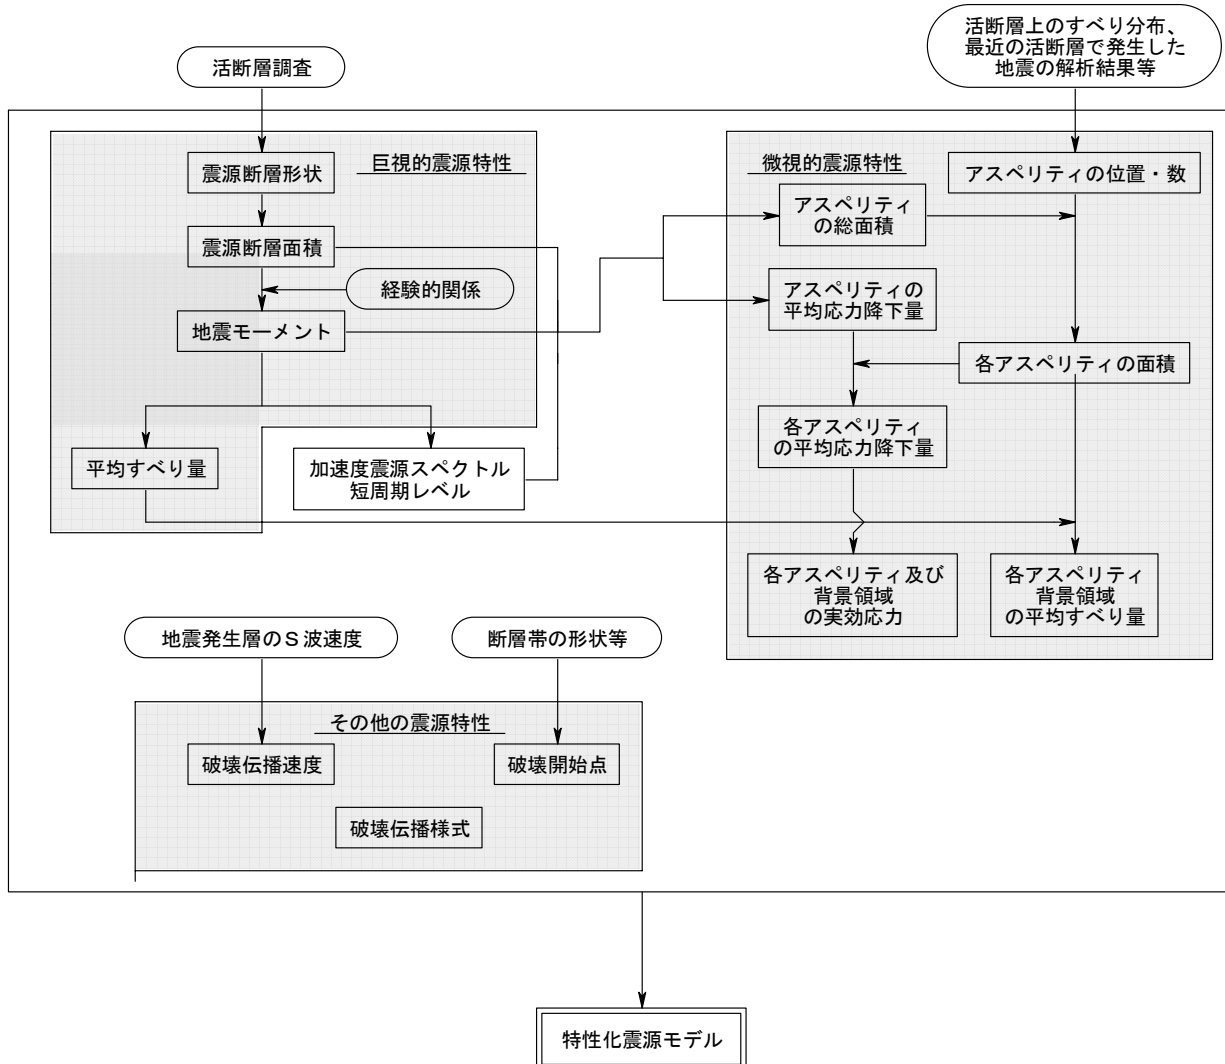 活断層調査
活断層上のすべり分布、
最近の活断層で発生した
地震の解析結果等
巨視的震源特性
震源断層形状
震源断層面積
経験的関係
地震モーメント
平均すべり量
加速度震源スペクトル
短周期レベル
微視的震源特性
アスペリティの位置・数
アスペリティ
の総面積
アスペリティの
平均応力降下量
各アスペリティの面積
各アスペリティ
の平均応力降下量
各アスペリティ及び
背景領域
の実効応力
各アスペリティ
背景領域
の平均すべり量
地震発生層のS波速度
断層帯の形状等
その他の震源特性
破壊伝播速度
破壊開始点
破壊伝播様式
特性化震源モデル